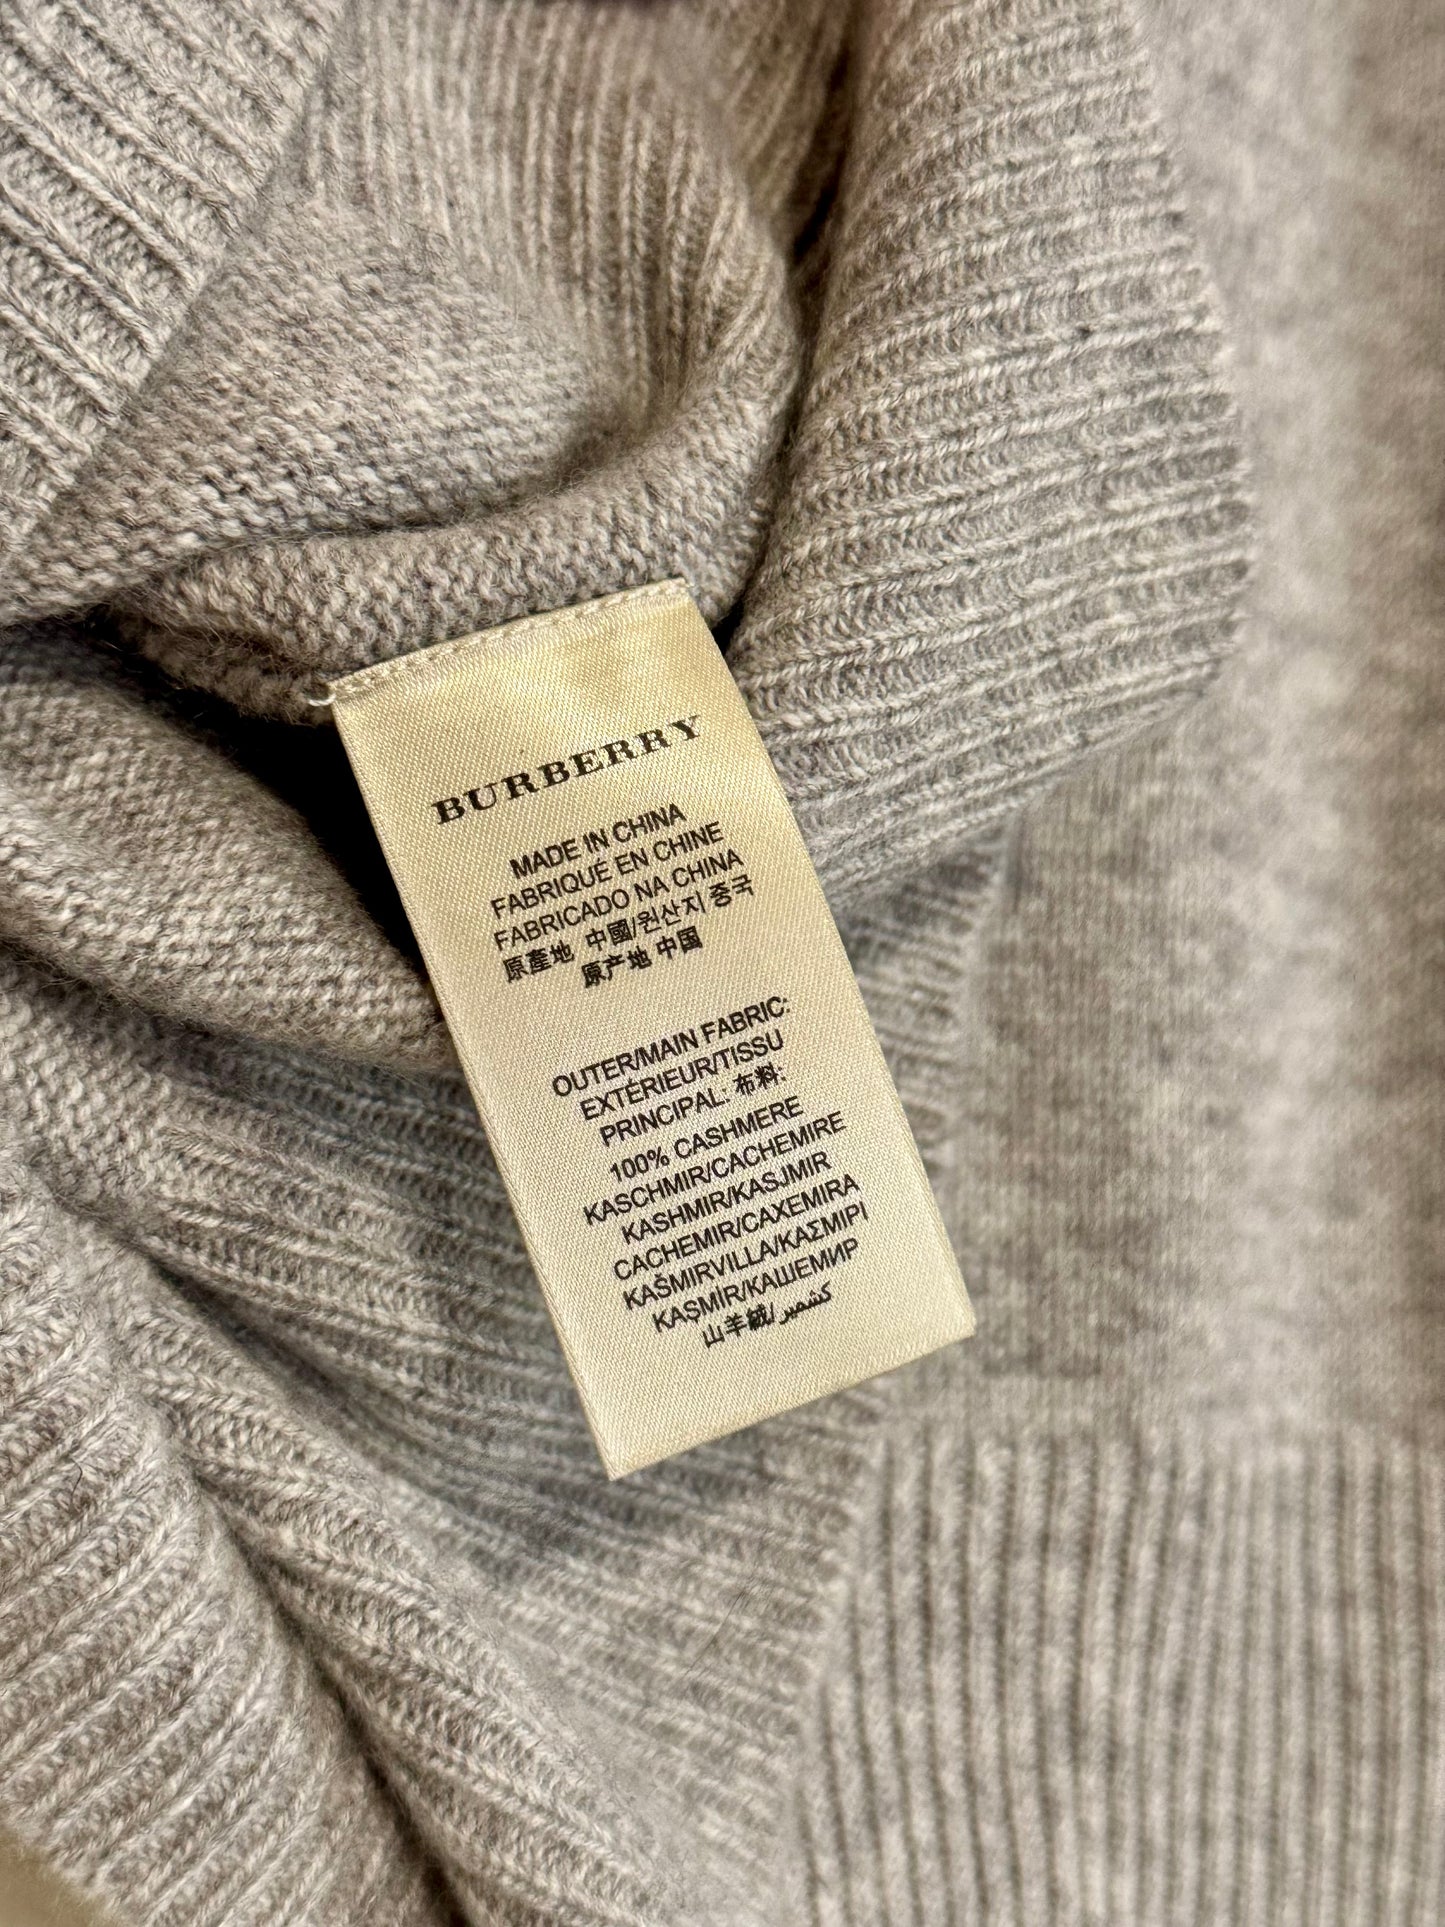 BURBERRY
MADE IN CHINA
FABRIQUÉ EN CHINE
FABRICADO NA CHINA
原產地 中國/원산지 중국
原产地 中国
OUTER/MAIN FABRIC:
EXTÉRIEUR/TISSU
PRINCIPAL: 布料:
100% CASHMERE
KASCHMIR/CACHEMIRE
KASHMIR/KASJMIR
CACHEMIR/CAXEMIRA
KAŠMIRVILLA/ΚΑΣΜΙΡΙ
KAŞMİR/КАШЕМИР
山羊絨/كشمير